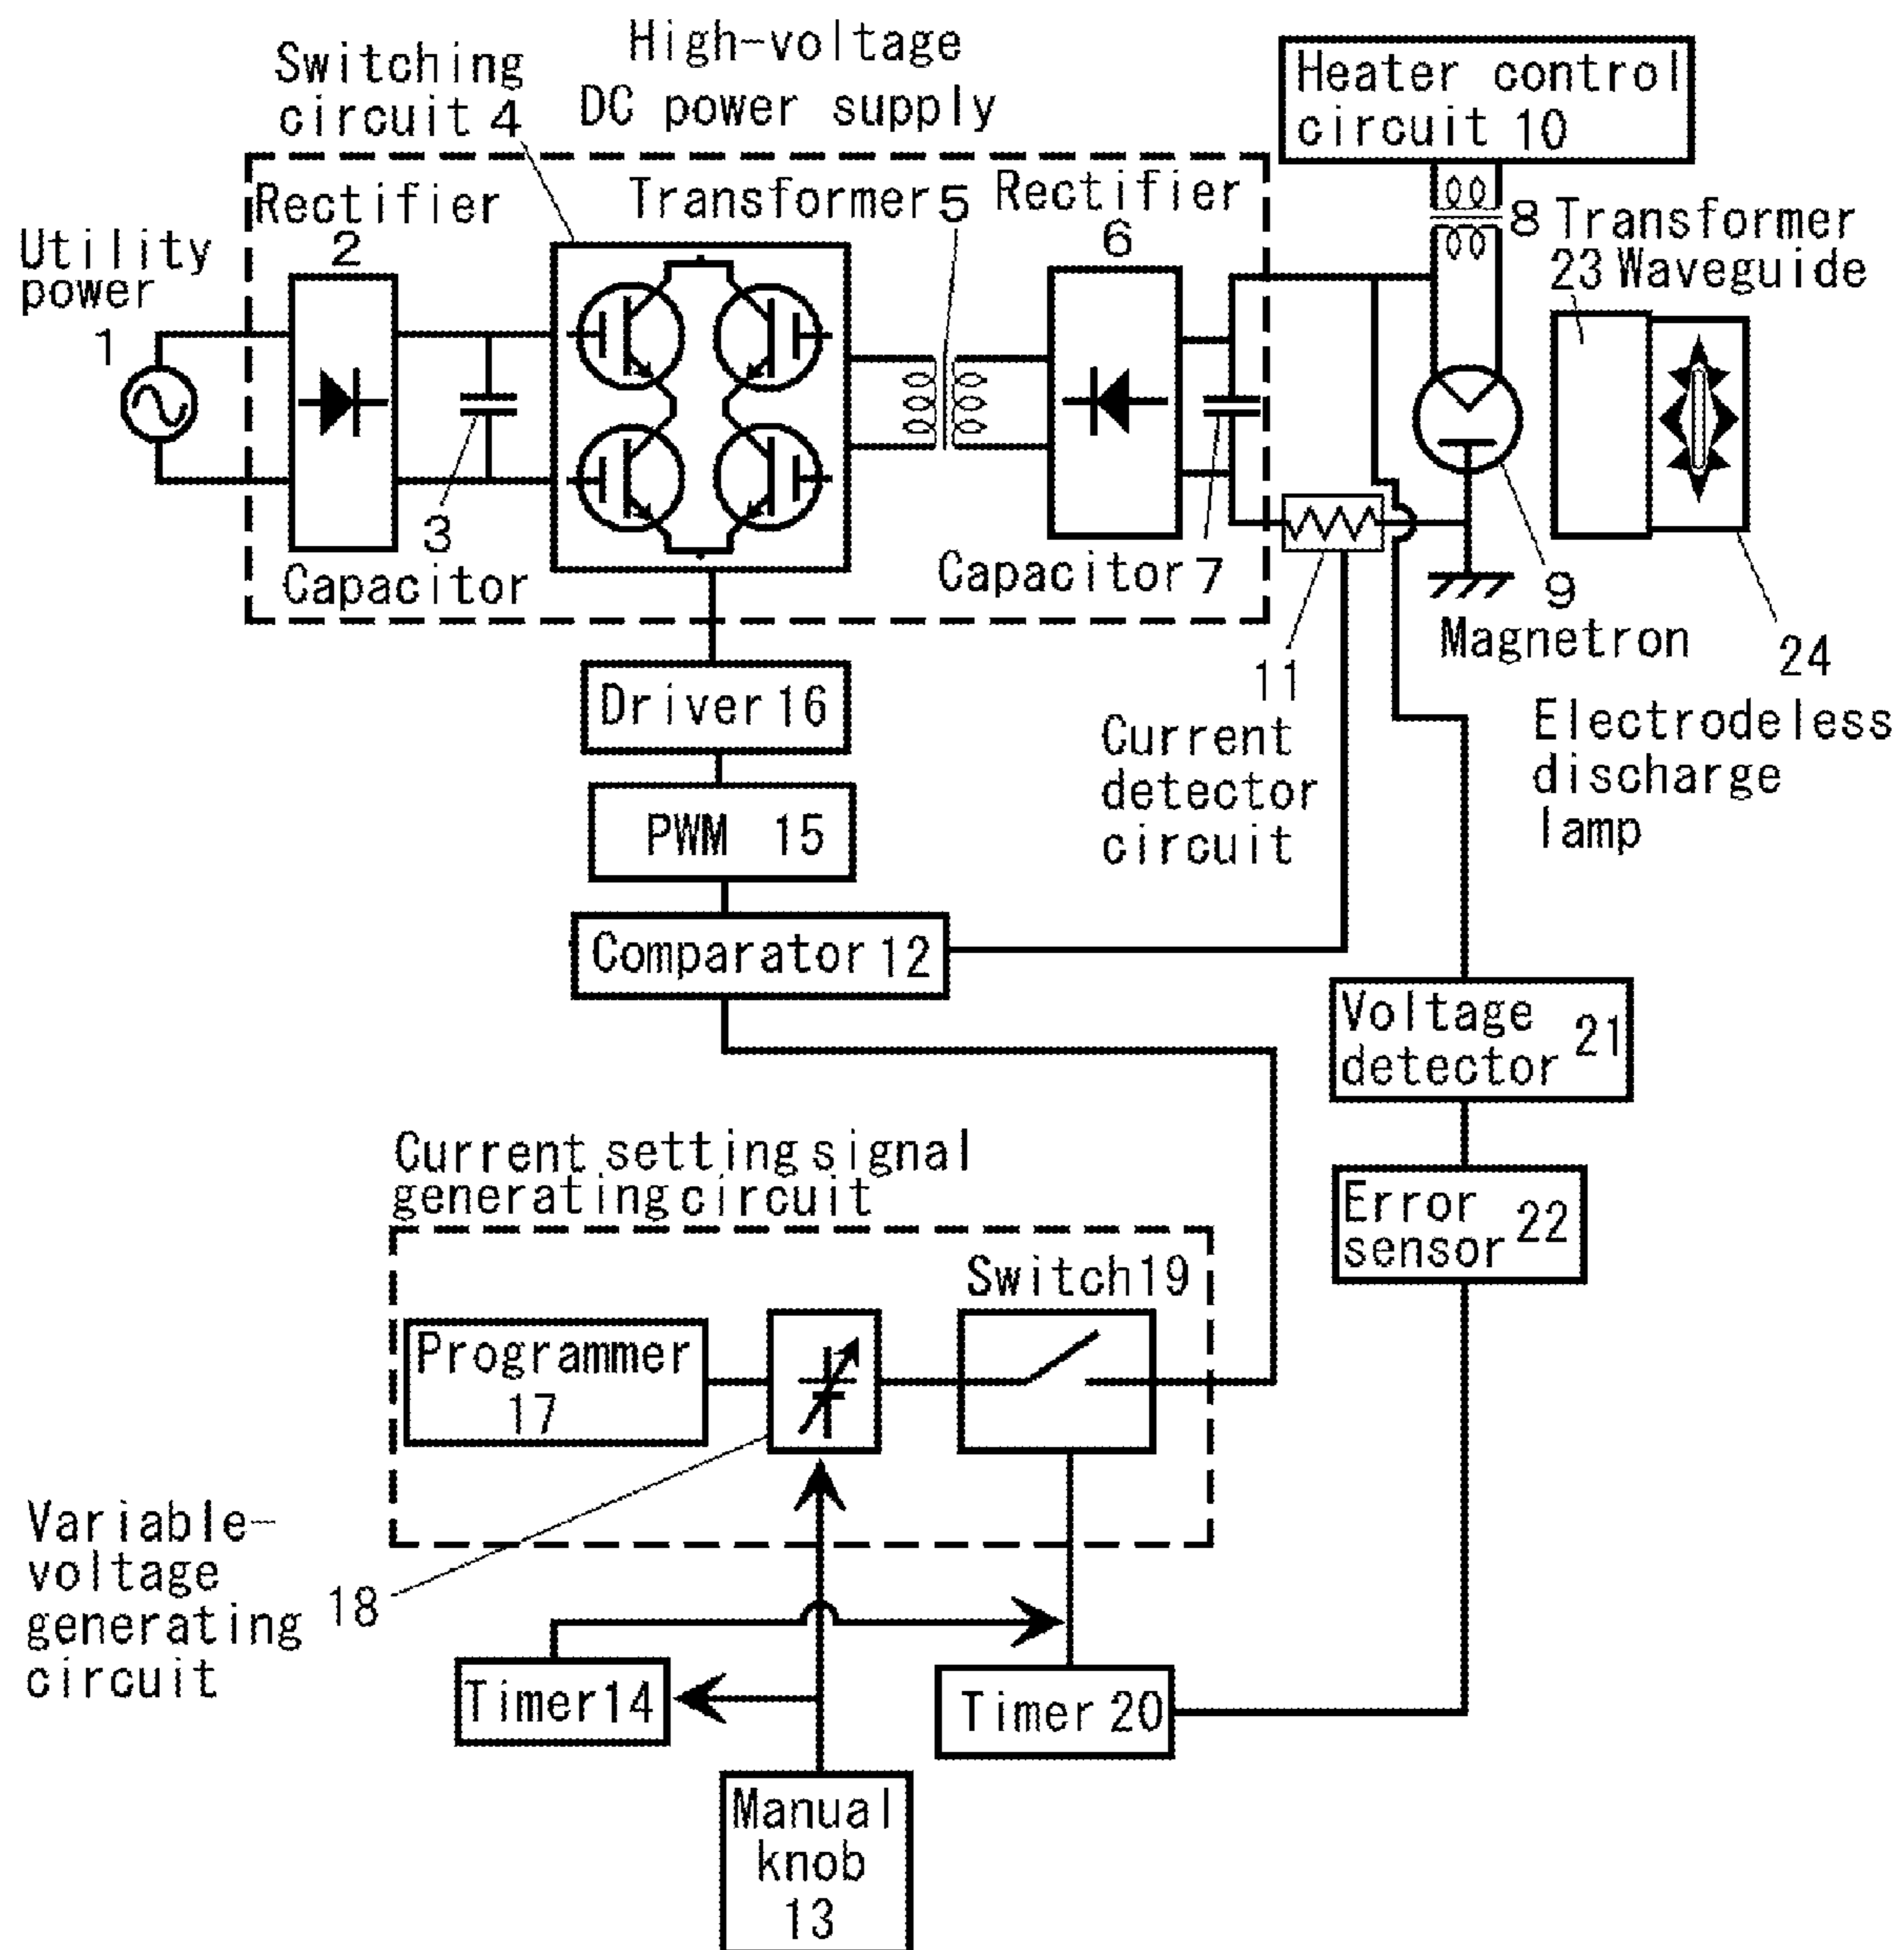 High-voltage
DC power supply
Switching
circuit 4
Heater control
circuit 10
Rectifier
2
Transformer 5
Rectifier
6
8 Transformer
23 Waveguide
Utility
power
1
3
Capacitor
Capacitor 7
9
Magnetron
24
Electrodeless
discharge
lamp
11
Current
detector
circuit
Driver 16
PWM 15
Comparator 12
Voltage
detector 21
Error
sensor 22
Current setting signal
generating circuit
Switch 19
Programmer
17
Variable-
voltage
generating
circuit
18
Timer 14
Timer 20
Manual
knob
13